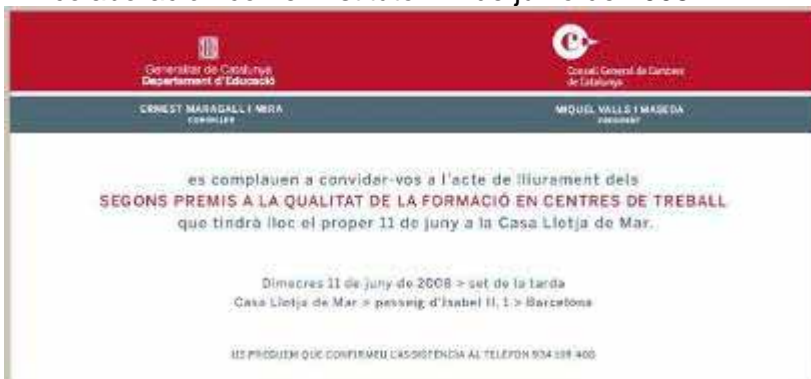 Generalitat de Catalunya
Departament d'Educació
Consell General de Cambres
de Catalunya
ERNEST MARAGALL I MIRA
CONSELLER
MIQUEL VALLS I MASEDA
PRESIDENT
es complauen a convidar-vos a l'acte de lliurament dels
SEGONS PREMIS A LA QUALITAT DE LA FORMACIÓ EN CENTRES DE TREBALL
que tindrà lloc el proper 11 de juny a la Casa Llotja de Mar.
Dimecres 11 de juny de 2008 > set de la tarda
Casa Llotja de Mar > passeig d'Isabel II, 1 > Barcelona
US PREGUEM QUE CONFIRMEU L'ASSISTÈNCIA AL TELÈFON 934